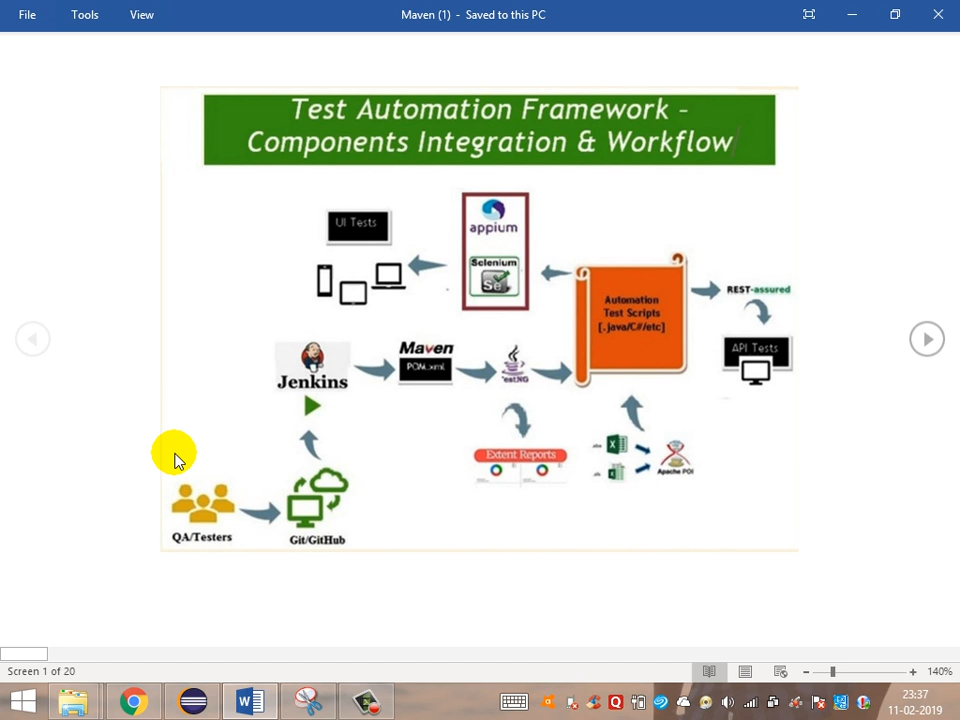 File Tools View Maven (1) - Saved to this PC
Test Automation Framework –
Components Integration & Workflow
UI Tests
appium
Selenium
Se
Automation
Test Scripts
[.java/C#/etc]
REST-assured
API Tests
Jenkins
Maven
POM.xml
TestNG
Extent Reports
Apache POI
QA/Testers
Git/GitHub
Screen 1 of 20
140%
23:37
11-02-2019